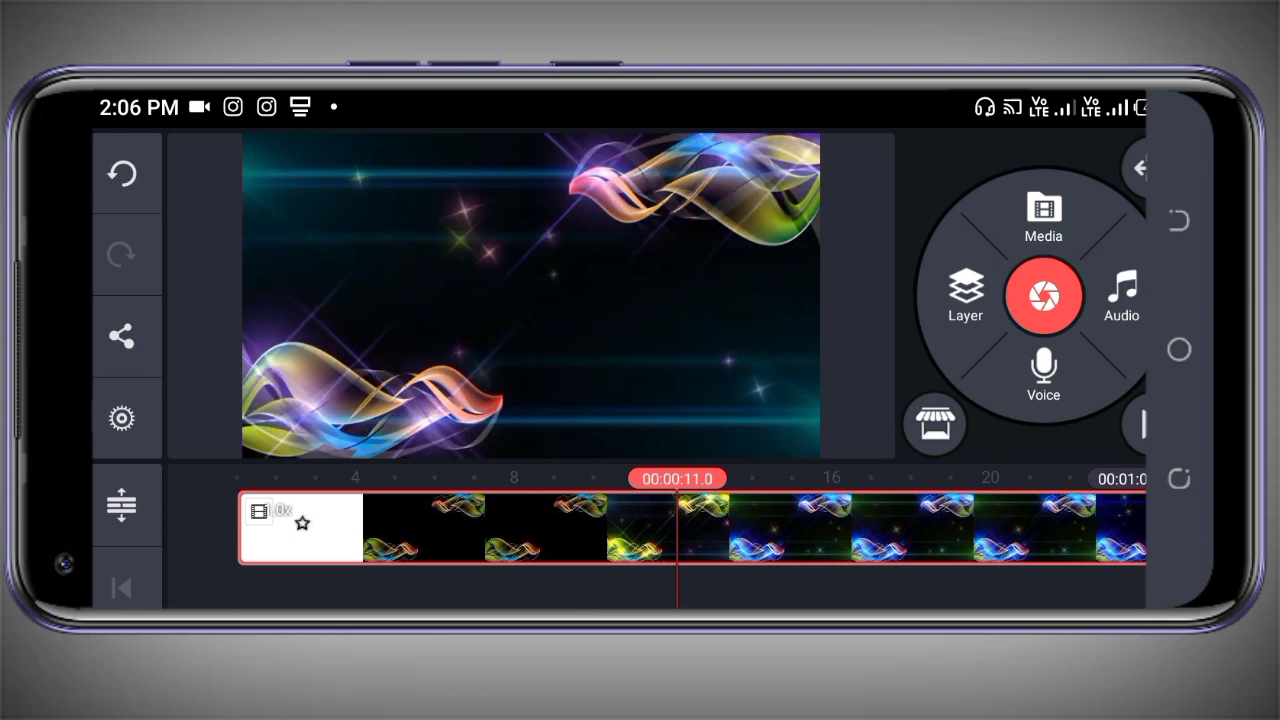 2:06 PM
Vo LTE Vo LTE
Media
Layer
Audio
Voice
4 8 00:00:11.0 16 20 00:01:0
.0x